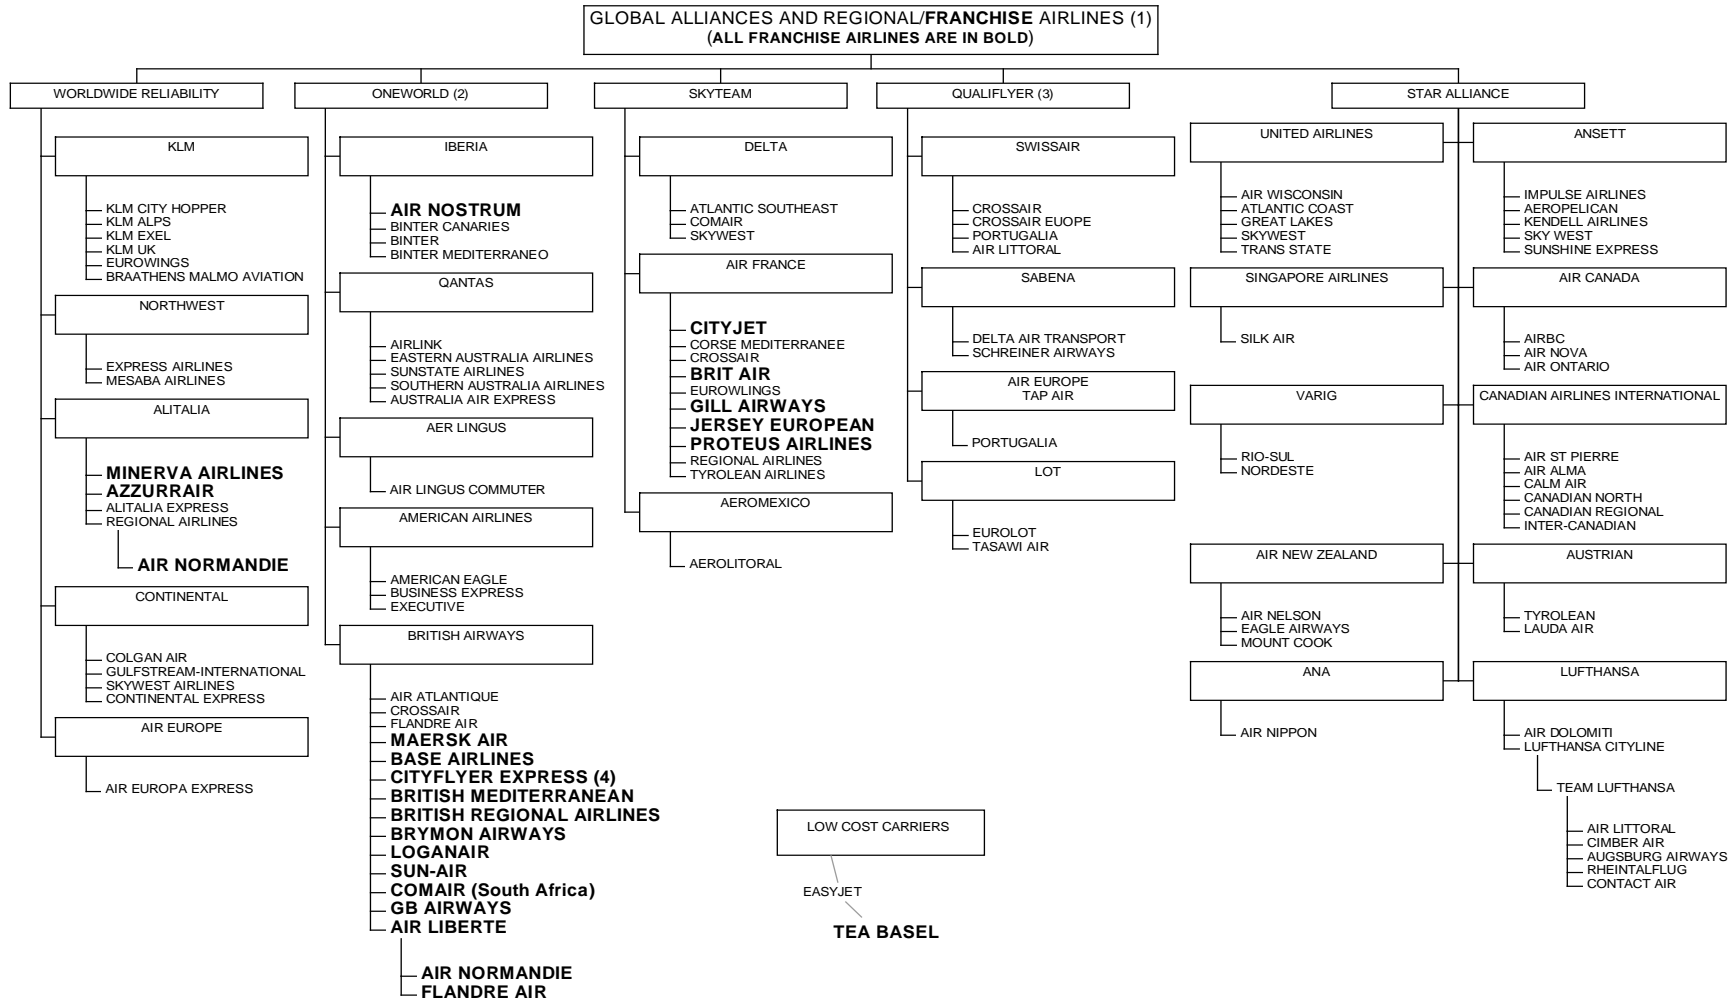 GLOBAL ALLIANCES AND REGIONAL/FRANCHISE AIRLINES (1)
(ALL FRANCHISE AIRLINES ARE IN BOLD)
WORLDWIDE RELIABILITY
KLM
KLM CITY HOPPER
KLM ALPS
KLM EXEL
KLM UK
EUROWINGS
BRAATHENS MALMO AVIATION
NORTHWEST
EXPRESS AIRLINES
MESABA AIRLINES
ALITALIA
MINERVA AIRLINES
AZZURRAIR
ALITALIA EXPRESS
REGIONAL AIRLINES
AIR NORMANDIE
CONTINENTAL
COLGAN AIR
GULFSTREAM-INTERNATIONAL
SKYWEST AIRLINES
CONTINENTAL EXPRESS
AIR EUROPE
AIR EUROPA EXPRESS
ONEWORLD (2)
IBERIA
AIR NOSTRUM
BINTER CANARIES
BINTER
BINTER MEDITERRANEO
QANTAS
AIRLINK
EASTERN AUSTRALIA AIRLINES
SUNSTATE AIRLINES
SOUTHERN AUSTRALIA AIRLINES
AUSTRALIA AIR EXPRESS
AER LINGUS
AIR LINGUS COMMUTER
AMERICAN AIRLINES
AMERICAN EAGLE
BUSINESS EXPRESS
EXECUTIVE
BRITISH AIRWAYS
AIR ATLANTIQUE
CROSSAIR
FLANDRE AIR
MAERSK AIR
BASE AIRLINES
CITYFLYER EXPRESS (4)
BRITISH MEDITERRANEAN
BRITISH REGIONAL AIRLINES
BRYMON AIRWAYS
LOGANAIR
SUN-AIR
COMAIR (South Africa)
GB AIRWAYS
AIR LIBERTE
AIR NORMANDIE
FLANDRE AIR
SKYTEAM
DELTA
ATLANTIC SOUTHEAST
COMAIR
SKYWEST
AIR FRANCE
CITYJET
CORSE MEDITERRANEE
CROSSAIR
BRIT AIR
EUROWLINGS
GILL AIRWAYS
JERSEY EUROPEAN
PROTEUS AIRLINES
REGIONAL AIRLINES
TYROLEAN AIRLINES
AEROMEXICO
AEROLITORAL
QUALIFLYER (3)
SWISSAIR
CROSSAIR
CROSSAIR EUOPE
PORTUGALIA
AIR LITTORAL
SABENA
DELTA AIR TRANSPORT
SCHREINER AIRWAYS
AIR EUROPE
TAP AIR
PORTUGALIA
LOT
EUROLOT
TASAWI AIR
LOW COST CARRIERS
EASYJET
TEA BASEL
STAR ALLIANCE
UNITED AIRLINES
AIR WISCONSIN
ATLANTIC COAST
GREAT LAKES
SKYWEST
TRANS STATE
SINGAPORE AIRLINES
SILK AIR
VARIG
RIO-SUL
NORDESTE
AIR NEW ZEALAND
AIR NELSON
EAGLE AIRWAYS
MOUNT COOK
ANA
AIR NIPPON
ANSETT
IMPULSE AIRLINES
AEROPELICAN
KENDELL AIRLINES
SKY WEST
SUNSHINE EXPRESS
AIR CANADA
AIRBC
AIR NOVA
AIR ONTARIO
CANADIAN AIRLINES INTERNATIONAL
AIR ST PIERRE
AIR ALMA
CALM AIR
CANADIAN NORTH
CANADIAN REGIONAL
INTER-CANADIAN
AUSTRIAN
TYROLEAN
LAUDA AIR
LUFTHANSA
AIR DOLOMITI
LUFTHANSA CITYLINE
TEAM LUFTHANSA
AIR LITTORAL
CIMBER AIR
AUGSBURG AIRWAYS
RHEINTALFLUG
CONTACT AIR